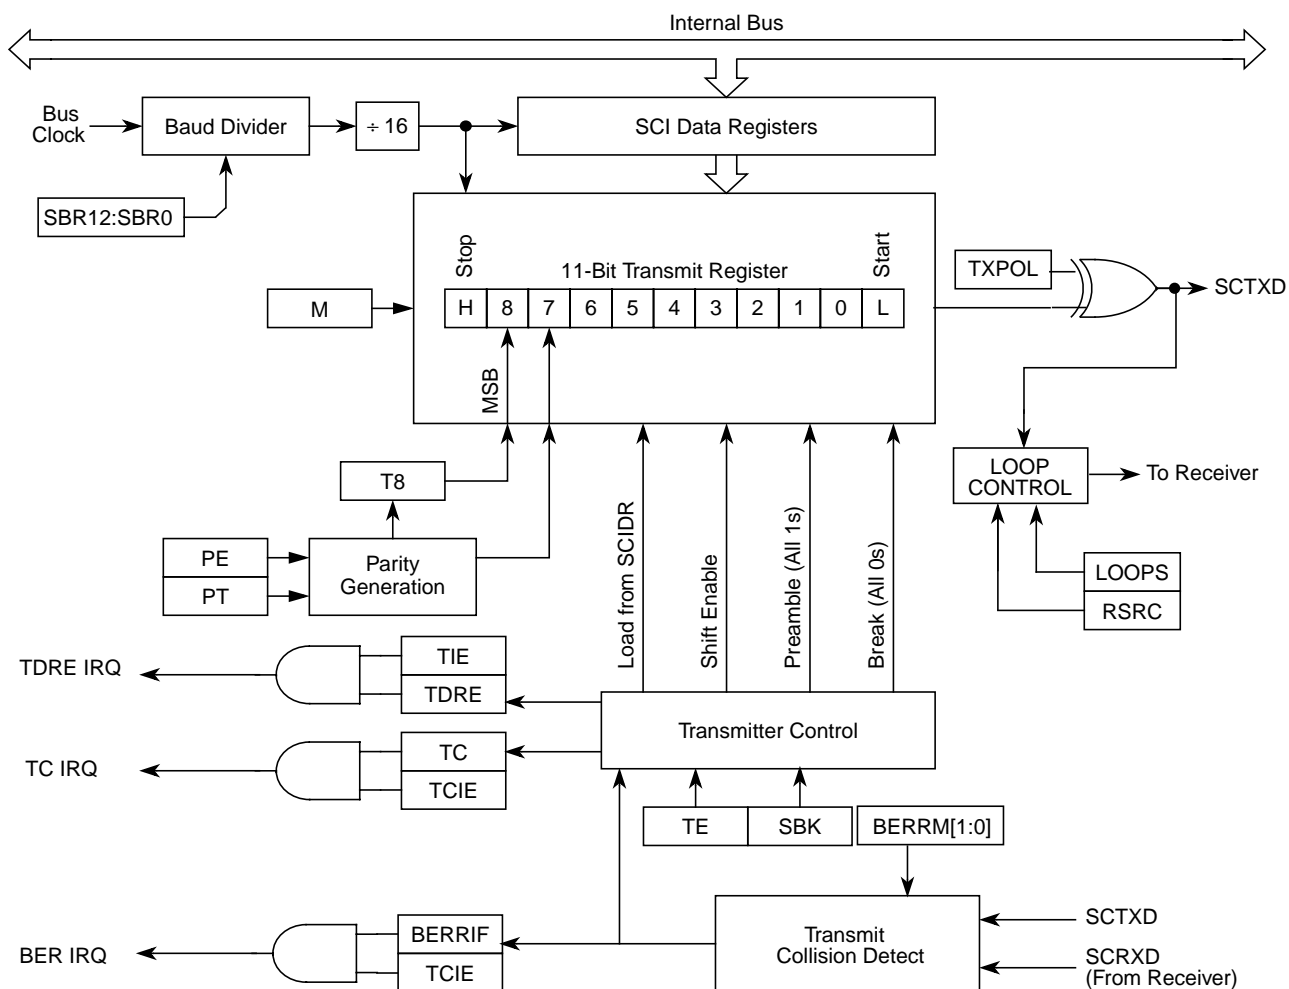 Internal Bus
Bus
Clock
Baud Divider
÷ 16
SCI Data Registers
SBR12:SBR0
Stop
11-Bit Transmit Register
Start
TXPOL
SCTXD
M
H 8 7 6 5 4 3 2 1 0 L
MSB
T8
LOOP
CONTROL
To Receiver
PE
PT
Parity
Generation
Load from SCIDR
Shift Enable
Preamble (All 1s)
Break (All 0s)
LOOPS
RSRC
TDRE IRQ
TIE
TDRE
Transmitter Control
TC IRQ
TC
TCIE
TE
SBK
BERRM[1:0]
BER IRQ
BERRIF
TCIE
Transmit
Collision Detect
SCTXD
SCRXD
(From Receiver)